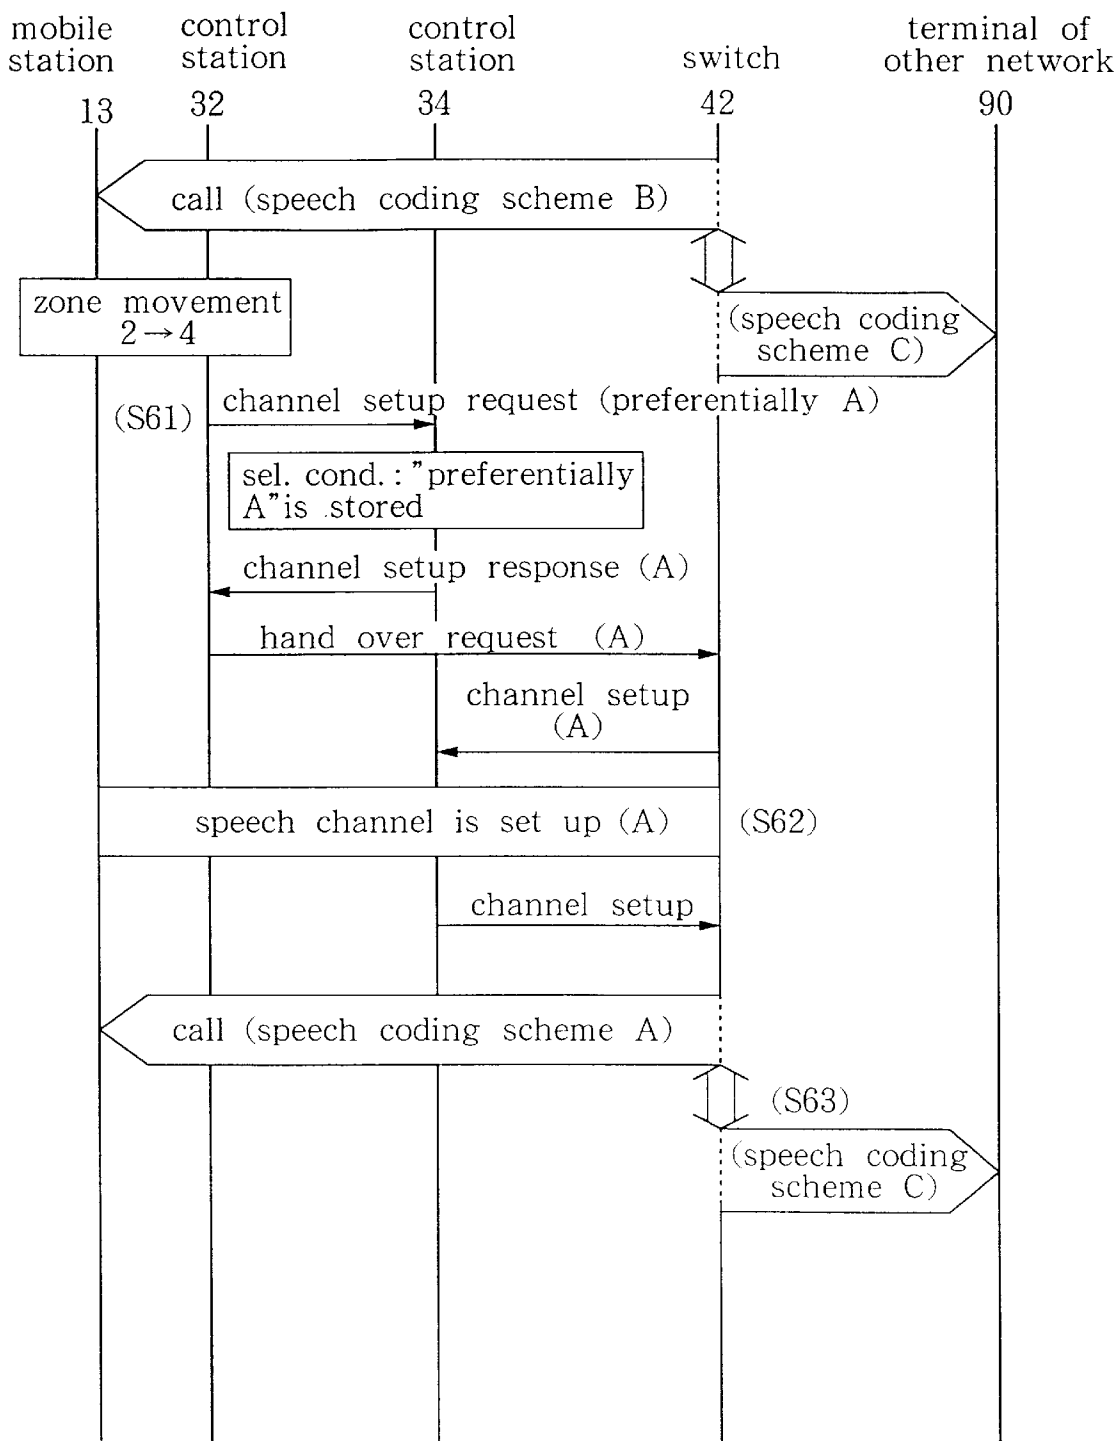 mobile station
control station
control station
switch
terminal of other network
13
32
34
42
90
call (speech coding scheme B)
zone movement
2→4
(speech coding
scheme C)
(S61)
channel setup request (preferentially A)
sel. cond. : "preferentially
A" is stored
channel setup response (A)
hand over request (A)
channel setup
(A)
speech channel is set up (A)
(S62)
channel setup
call (speech coding scheme A)
(S63)
(speech coding
scheme C)